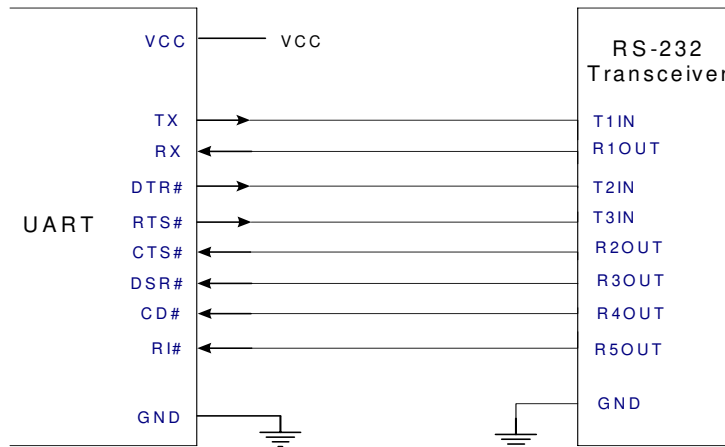 VCC VCC
RS-232
Transceiver
TX T1IN
RX R1OUT
DTR# T2IN
UART
RTS# T3IN
CTS# R2OUT
DSR# R3OUT
CD# R4OUT
RI# R5OUT
GND GND